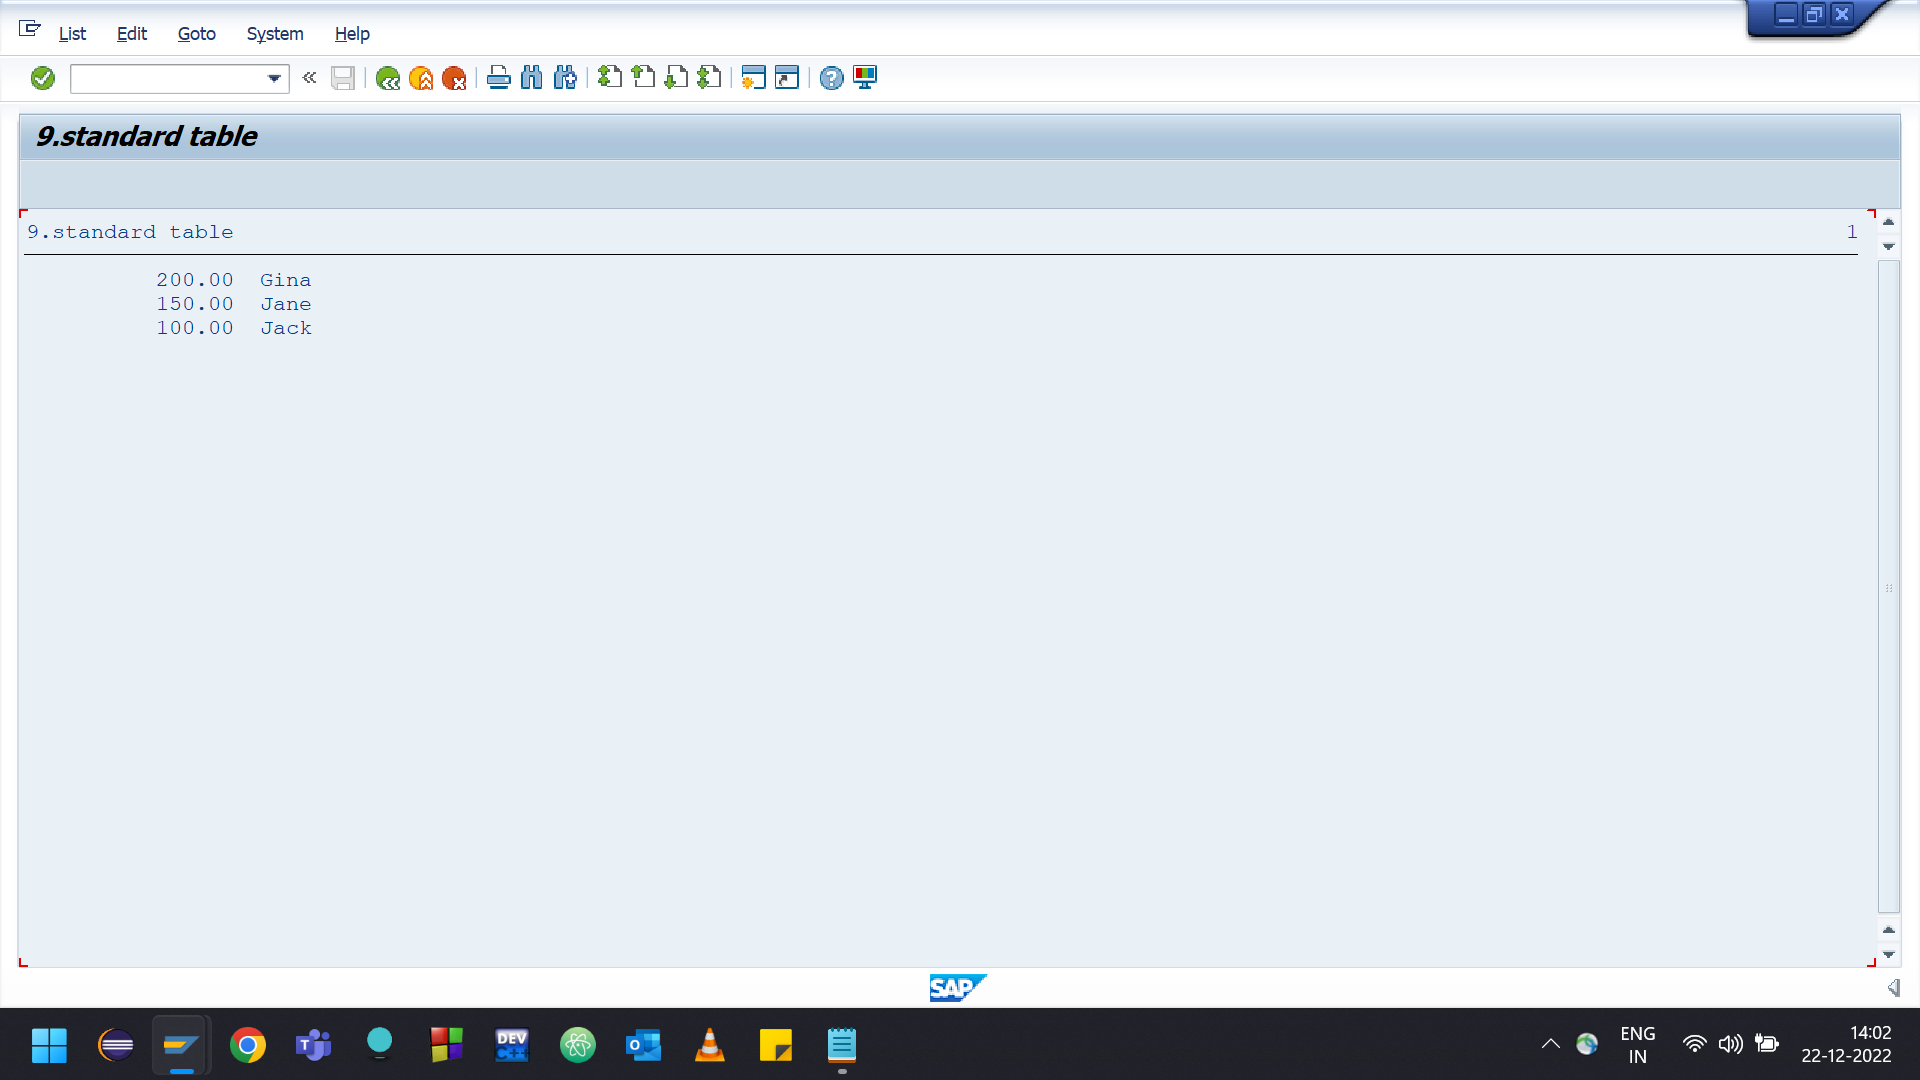 List Edit Goto System Help
9.standard table
9.standard table 1
200.00 Gina
150.00 Jane
100.00 Jack
SAP
T
DEV
C++
O
ENG
IN
14:02
22-12-2022